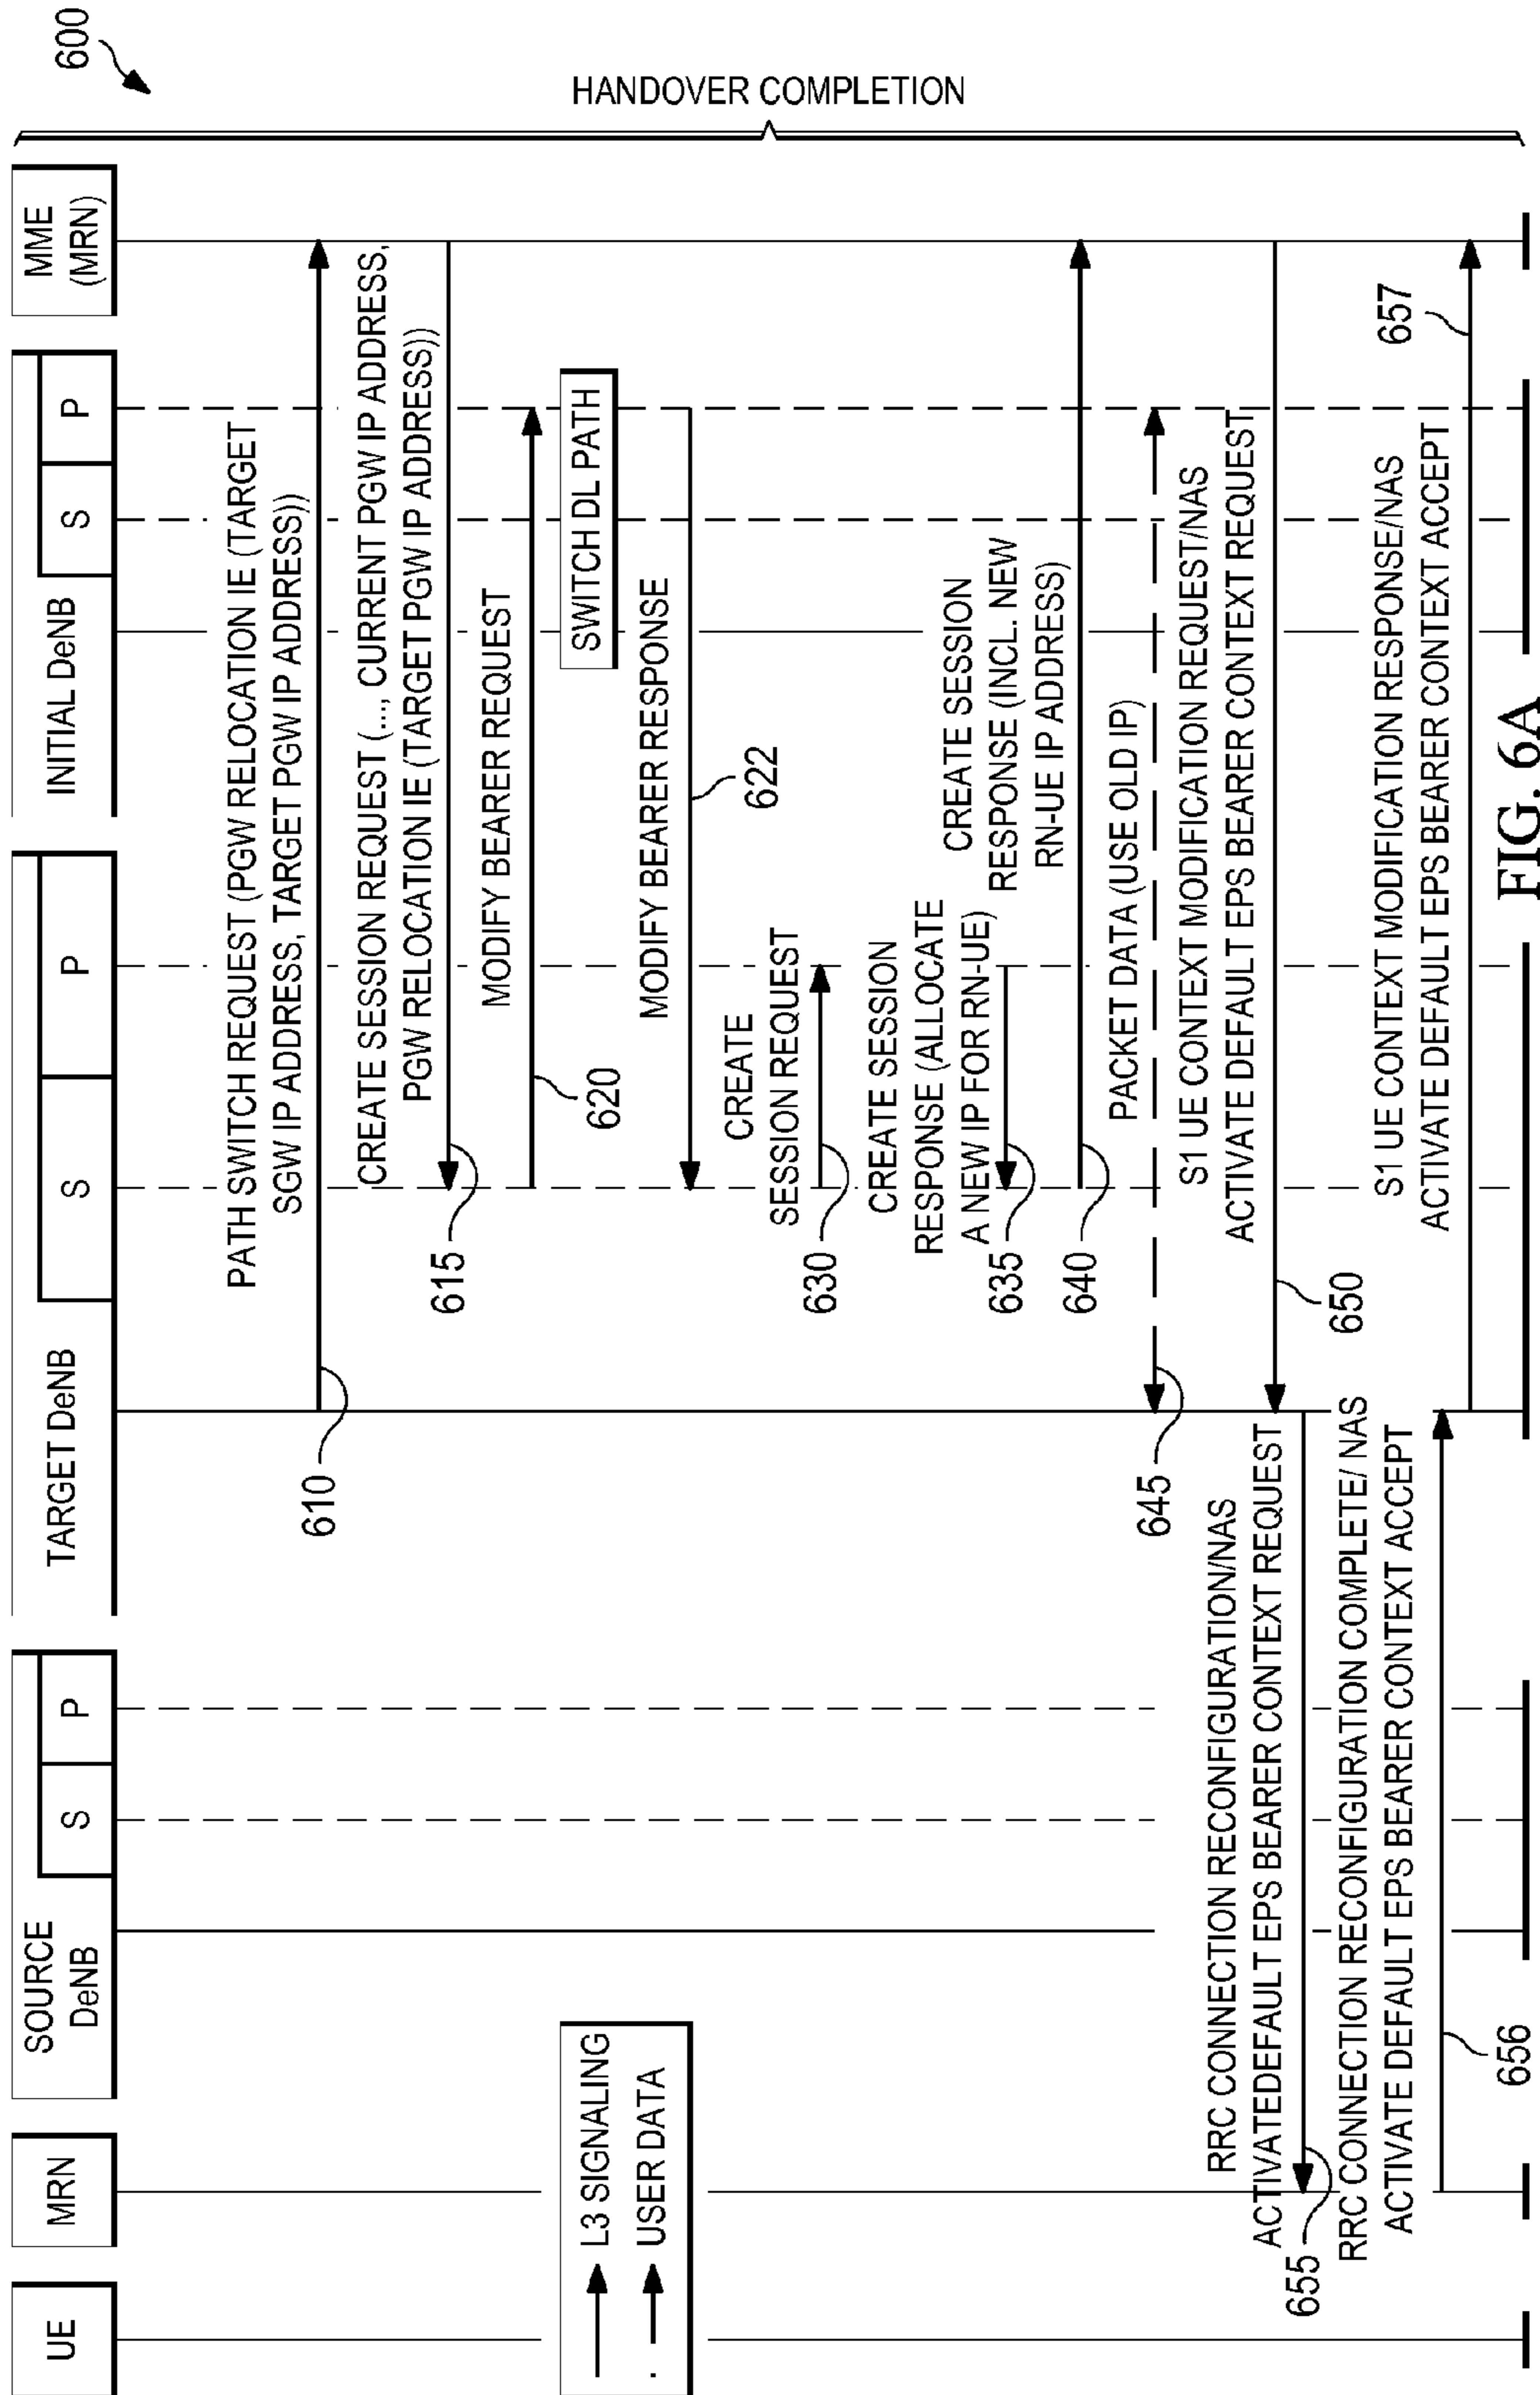 600
UE
MRN
SOURCE
DeNB
S
P
TARGET DeNB
S
P
INITIAL DeNB
S
P
MME
(MRN)
HANDOVER COMPLETION
PATH SWITCH REQUEST (PGW RELOCATION IE (TARGET
SGW IP ADDRESS, TARGET PGW IP ADDRESS))
610
CREATE SESSION REQUEST (..., CURRENT PGW IP ADDRESS,
PGW RELOCATION IE (TARGET PGW IP ADDRESS))
615
MODIFY BEARER REQUEST
620
SWITCH DL PATH
L3 SIGNALING
USER DATA
MODIFY BEARER RESPONSE
622
CREATE
SESSION REQUEST
630
CREATE SESSION
RESPONSE (ALLOCATE
A NEW IP FOR RN-UE)
635
CREATE SESSION
RESPONSE (INCL. NEW
RN-UE IP ADDRESS)
640
PACKET DATA (USE OLD IP)
645
S1 UE CONTEXT MODIFICATION REQUEST/NAS
ACTIVATE DEFAULT EPS BEARER CONTEXT REQUEST
650
RRC CONNECTION RECONFIGURATION/NAS
ACTIVATEDEFAULT EPS BEARER CONTEXT REQUEST
655
RRC CONNECTION RECONFIGURATION COMPLETE/ NAS
ACTIVATE DEFAULT EPS BEARER CONTEXT ACCEPT
656
S1 UE CONTEXT MODIFICATION RESPONSE/NAS
ACTIVATE DEFAULT EPS BEARER CONTEXT ACCEPT
657
FIG. 6A